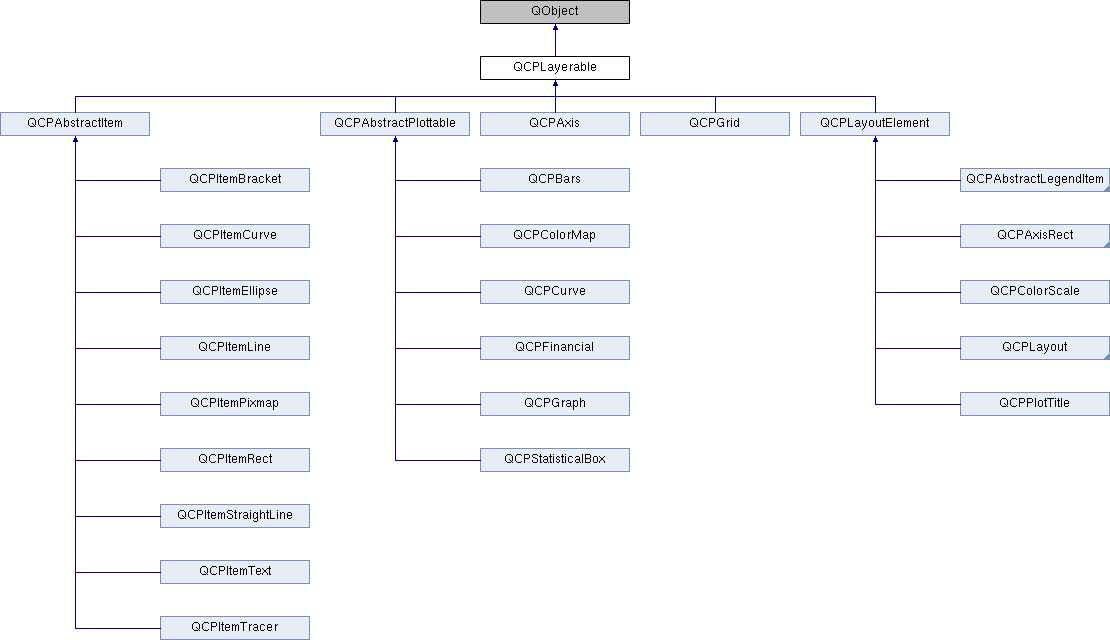 QObject
QCPLayerable
QCPAbstractItem
QCPAbstractPlottable
QCPAxis
QCPGrid
QCPLayoutElement
QCPItemBracket
QCPBars
QCPAbstractLegendItem
QCPItemCurve
QCPColorMap
QCPAxisRect
QCPItemEllipse
QCPCurve
QCPColorScale
QCPItemLine
QCPFinancial
QCPLayout
QCPItemPixmap
QCPGraph
QCPPlotTitle
QCPItemRect
QCPStatisticalBox
QCPItemStraightLine
QCPItemText
QCPItemTracer